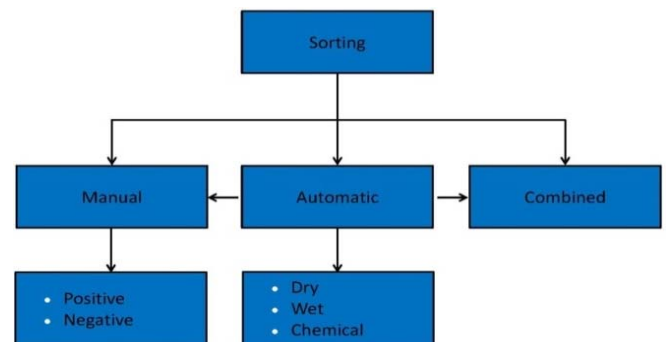 Sorting
Manual
Automatic
Combined
• Positive
• Negative
• Dry
• Wet
• Chemical